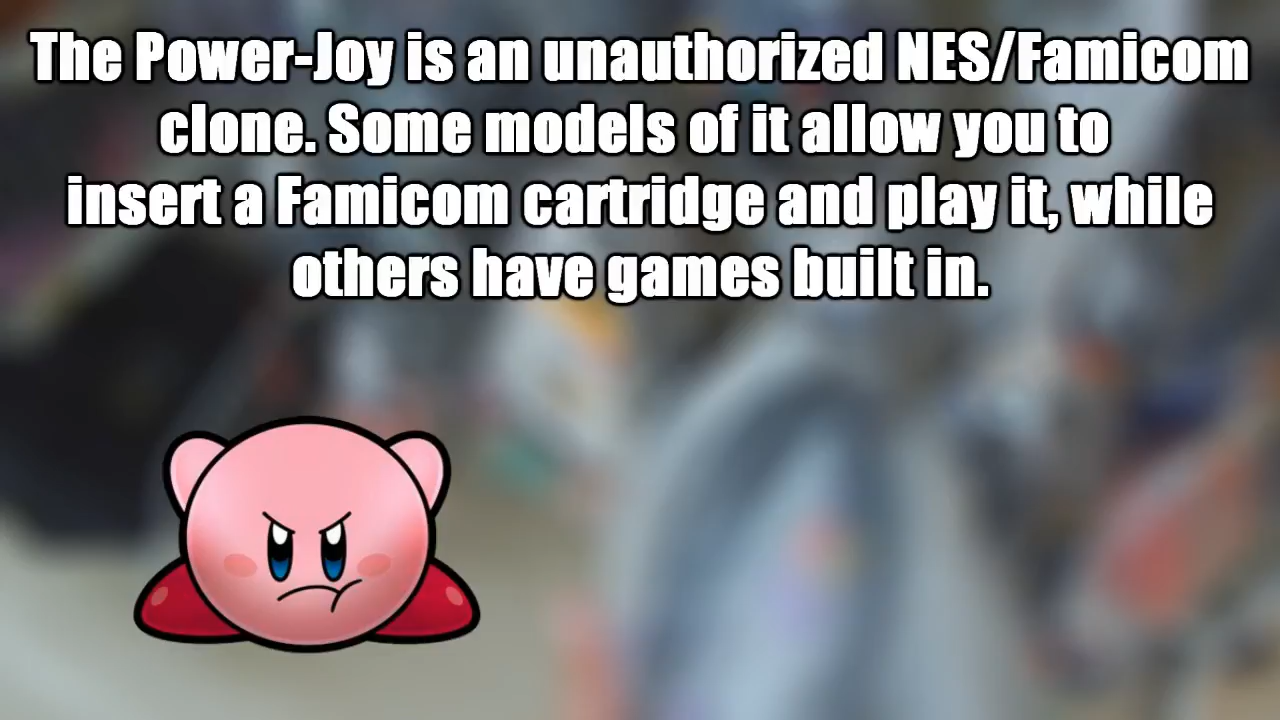 The Power-Joy is an unauthorized NES/Famicom
clone. Some models of it allow you to
insert a Famicom cartridge and play it, while
others have games built in.